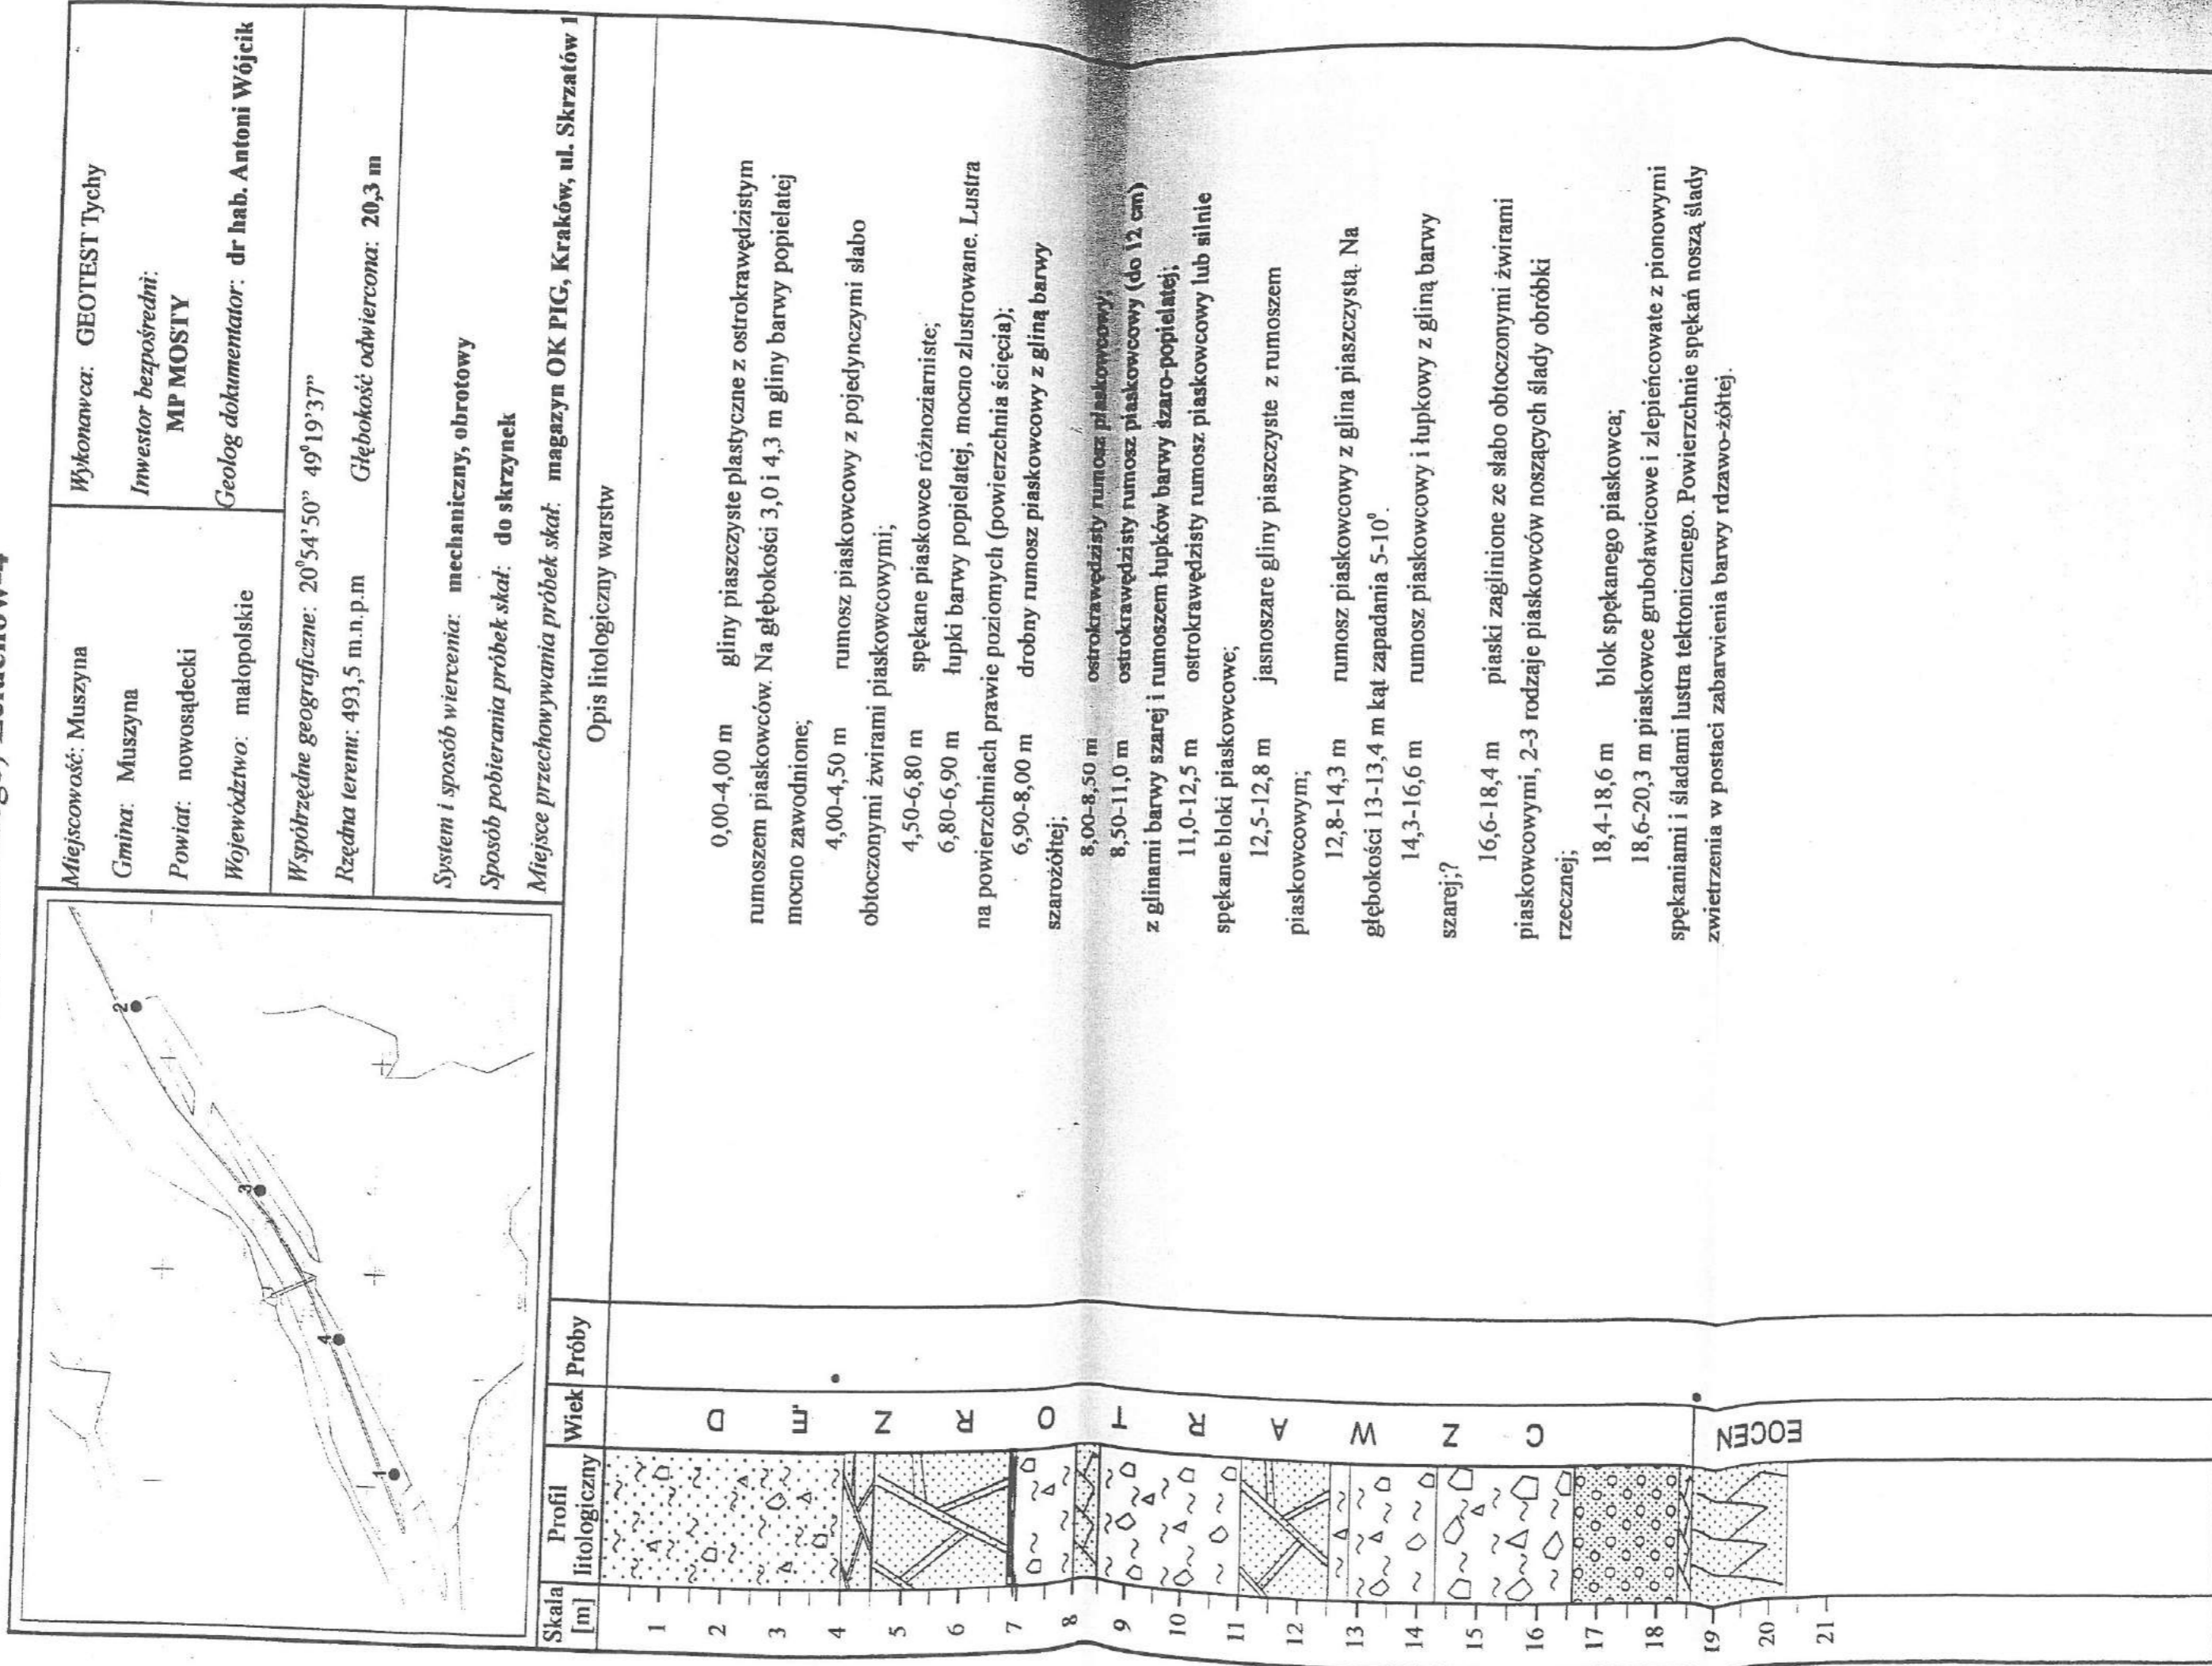 Miejscowość: Muszyna
Gmina: Muszyna
Powiat: nowosądecki
Województwo: małopolskie
Wykonawca: GEOTEST Tychy
Inwestor bezpośredni:
MP MOSTY
Geolog dokumentator: dr hab. Antoni Wójcik
Współrzędne geograficzne: 20⁰54'50” 49⁰19'37”
Rzędna terenu: 493,5 m.n.p.m Głębokość odwiercona: 20,3 m
System i sposób wiercenia: mechaniczny, obrotowy
Sposób pobierania próbek skał: do skrzynek
Miejsce przechowywania próbek skał: magazyn OK PIG, Kraków, ul. Skrzatów 1
2
3
4
1
Skala
[m]
Profil
litologiczny
Wiek
Próby
Opis litologiczny warstw
0,00-4,00 m gliny piaszczyste plastyczne z ostrokrawędzistym
rumoszem piaskowców. Na głębokości 3,0 i 4,3 m gliny barwy popielatej
mocno zawodnione;
4,00-4,50 m rumosz piaskowcowy z pojedynczymi słabo
obtoczonymi żwirami piaskowcowymi;
4,50-6,80 m spękane piaskowce różnoziarniste;
6,80-6,90 m łupki barwy popielatej, mocno zlustrowane. Lustra
na powierzchniach prawie poziomych (powierzchnia ścięcia);
6,90-8,00 m drobny rumosz piaskowcowy z gliną barwy
szarożółtej;
8,00-8,50 m ostrokrawędzisty rumosz piaskowcowy;
8,50-11,0 m ostrokrawędzisty rumosz piaskowcowy (do 12 cm)
z glinami barwy szarej i rumoszem łupków barwy szaro-popielatej;
11,0-12,5 m ostrokrawędzisty rumosz piaskowcowy lub silnie
spękane bloki piaskowcowe;
12,5-12,8 m jasnoszare gliny piaszczyste z rumoszem
piaskowcowym;
12,8-14,3 m rumosz piaskowcowy z glina piaszczystą. Na
głębokości 13-13,4 m kąt zapadania 5-10⁰.
14,3-16,6 m rumosz piaskowcowy i łupkowy z gliną barwy
szarej;?
16,6-18,4 m piaski zaglinione ze słabo obtoczonymi żwirami
piaskowcowymi, 2-3 rodzaje piaskowców noszących ślady obróbki
rzecznej;
18,4-18,6 m blok spękanego piaskowca;
18,6-20,3 m piaskowce gruboławicowe i zlepieńcowate z pionowymi
spękaniami i śladami lustra tektonicznego. Powierzchnie spękań noszą ślady
zwietrzenia w postaci zabarwienia barwy rdzawo-żółtej.
1
2
3
4
5
6
7
8
9
10
11
12
13
14
15
16
17
18
19
20
21
CZWARTORZĘD
EOCEN